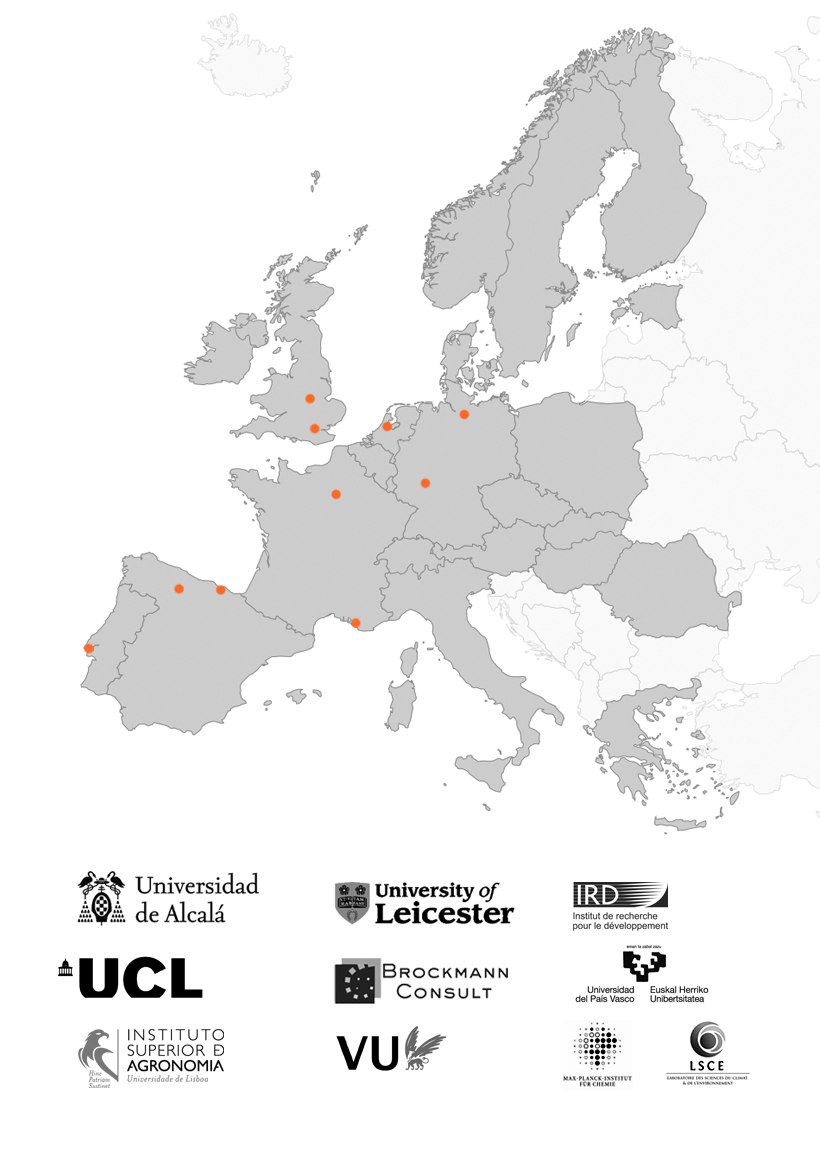 Universidad
de Alcalá
University of
Leicester
IRD
Institut de recherche
pour le développement
UCL
BROCKMANN
CONSULT
eman ta zabal zazu
Universidad
del País Vasco
Euskal Herriko
Unibertsitatea
Hinc
Patriam
Sustinet
INSTITUTO
SUPERIOR D
AGRONOMIA
Universidade de Lisboa
VU
MAX-PLANCK-INSTITUT
FÜR CHEMIE
LSCE
LABORATOIRE DES SCIENCES DU CLIMAT
& DE L'ENVIRONNEMENT